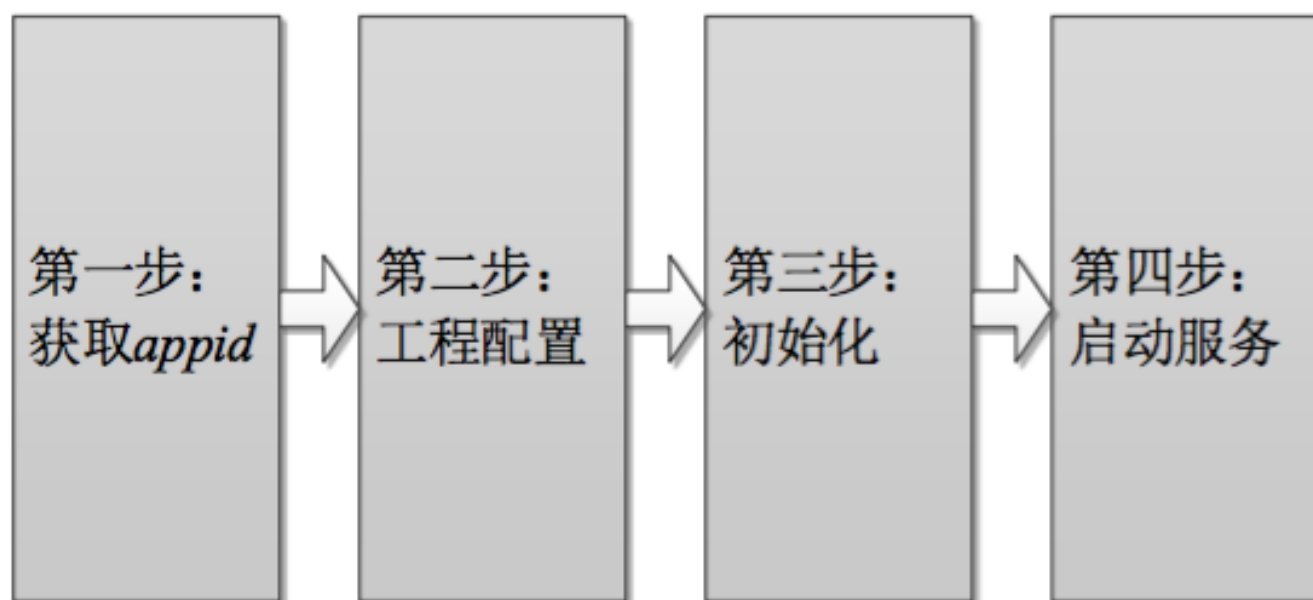 第一步：
获取appid
第二步：
工程配置
第三步：
初始化
第四步：
启动服务